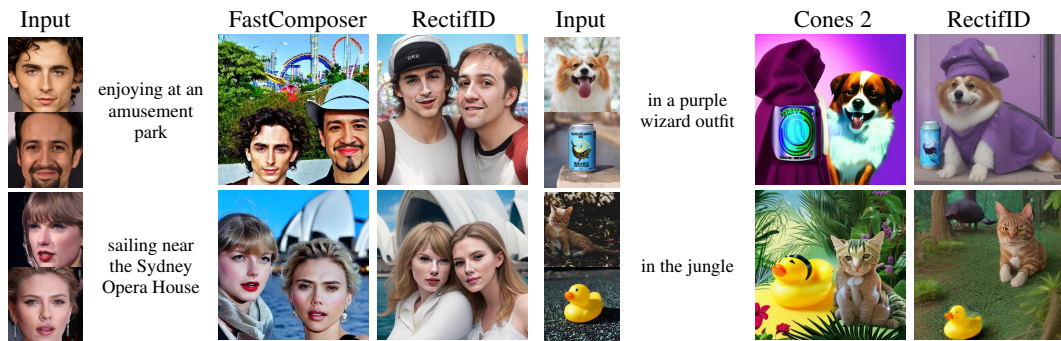 Input
FastComposer
RectifID
Input
Cones 2
RectifID
enjoying at an
amusement
park
in a purple
wizard outfit
sailing near
the Sydney
Opera House
in the jungle